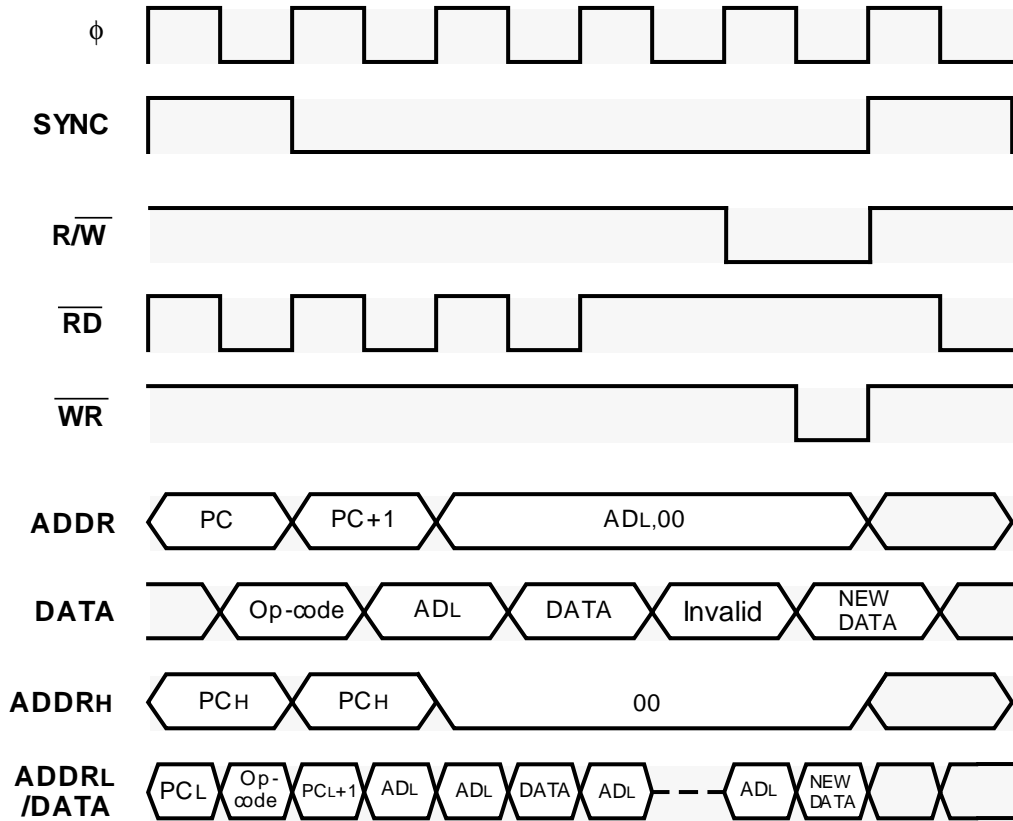 ϕ
SYNC
R/W
RD
WR
ADDR PC PC+1 ADL,00
DATA Op-code ADL DATA Invalid NEW DATA
ADDRH PCH PCH 00
ADDRL /DATA PCL Op-code PCL+1 ADL ADL DATA ADL ADL NEW DATA